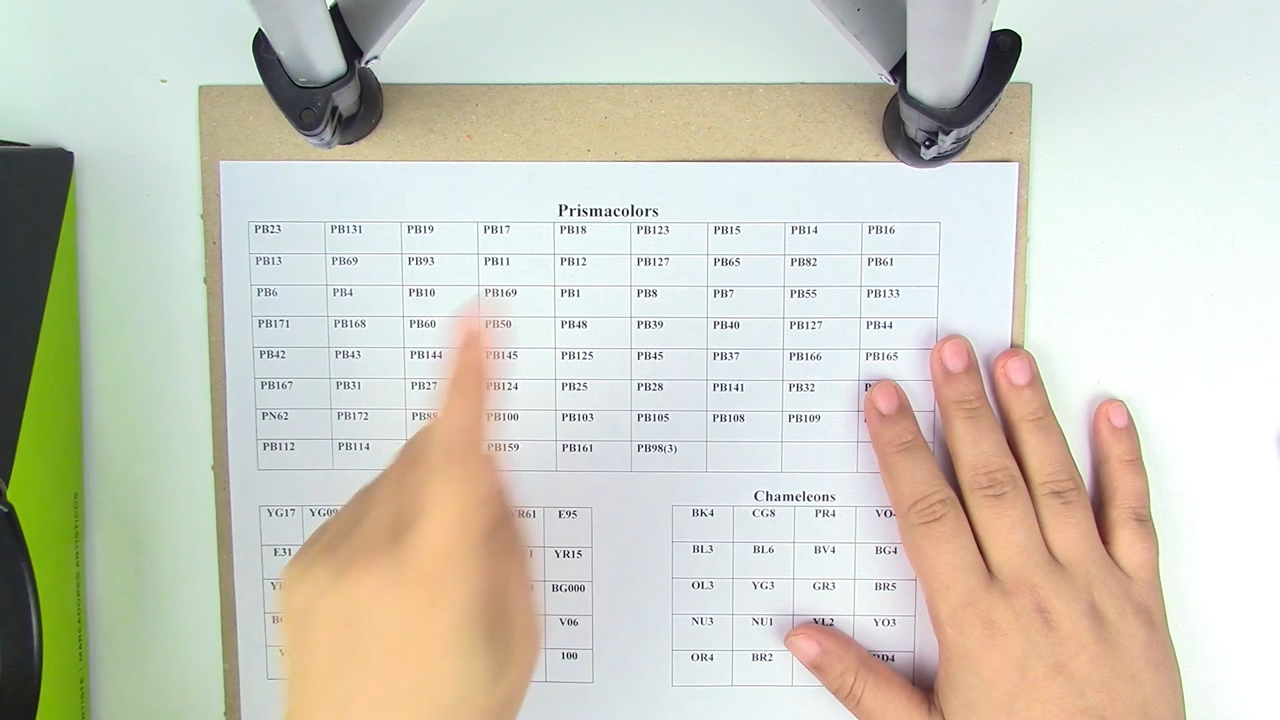 Prismacolors
PB23 PB131 PB19 PB17 PB18 PB123 PB15 PB14 PB16
PB13 PB69 PB93 PB11 PB12 PB127 PB65 PB82 PB61
PB6 PB4 PB10 PB169 PB1 PB8 PB7 PB55 PB133
PB171 PB168 PB60 PB50 PB48 PB39 PB40 PB127 PB44
PB42 PB43 PB144 PB145 PB125 PB45 PB37 PB166 PB165
PB167 PB31 PB27 PB124 PB25 PB28 PB141 PB32
PN62 PB172 PB88 PB100 PB103 PB105 PB108 PB109
PB112 PB114 PB159 PB161 PB98(3)
Chameleons
YG17 E95
E31 YR15
BG000
V06
100
BK4 CG8 PR4
BL3 BL6 BV4 BG4
OL3 YG3 GR3 BR5
NU3 NU1 YL2 YO3
OR4 BR2
MARCADORES ARTÍSTICOS